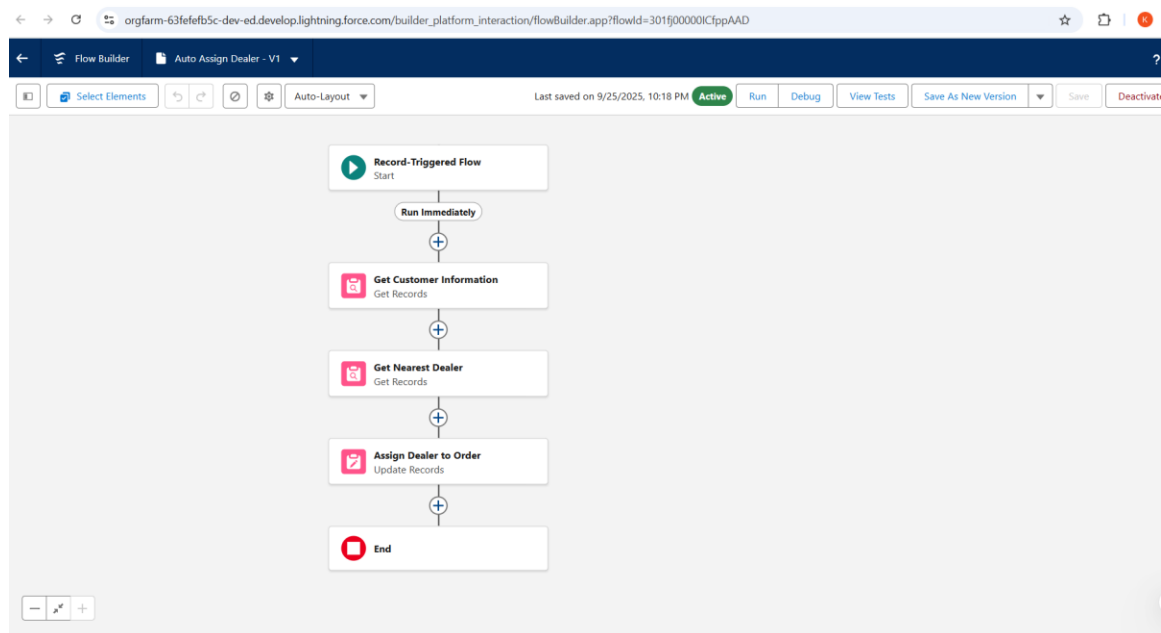 orgfarm-63fefefb5c-dev-ed.develop.lightning.force.com/builder_platform_interaction/flowBuilder.app?flowId=301fj00000ICfppAAD
K
Flow Builder Auto Assign Dealer - V1 ?
Select Elements Auto-Layout Last saved on 9/25/2025, 10:18 PM Active Run Debug View Tests Save As New Version Save Deactivate
Record-Triggered Flow
Start
Run Immediately
Get Customer Information
Get Records
Get Nearest Dealer
Get Records
Assign Dealer to Order
Update Records
End